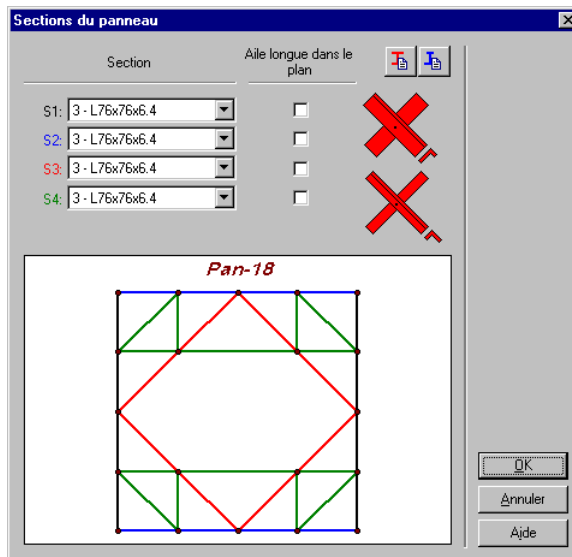 Sections du panneau
Section
Aile longue dans le
plan
S1: 3 - L76x76x6.4
S2: 3 - L76x76x6.4
S3: 3 - L76x76x6.4
S4: 3 - L76x76x6.4
Pan-18
OK
Annuler
Aide